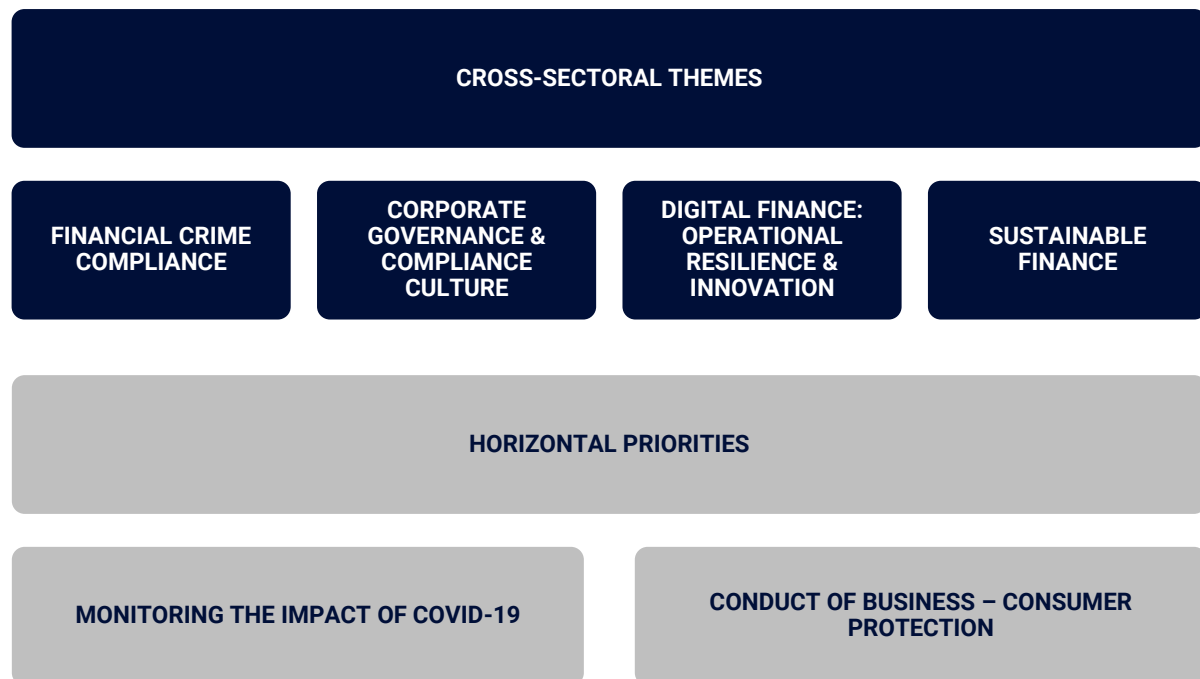 CROSS-SECTORAL THEMES
FINANCIAL CRIME
COMPLIANCE
CORPORATE
GOVERNANCE &
COMPLIANCE
CULTURE
DIGITAL FINANCE:
OPERATIONAL
RESILIENCE &
INNOVATION
SUSTAINABLE
FINANCE
HORIZONTAL PRIORITIES
MONITORING THE IMPACT OF COVID-19
CONDUCT OF BUSINESS – CONSUMER
PROTECTION